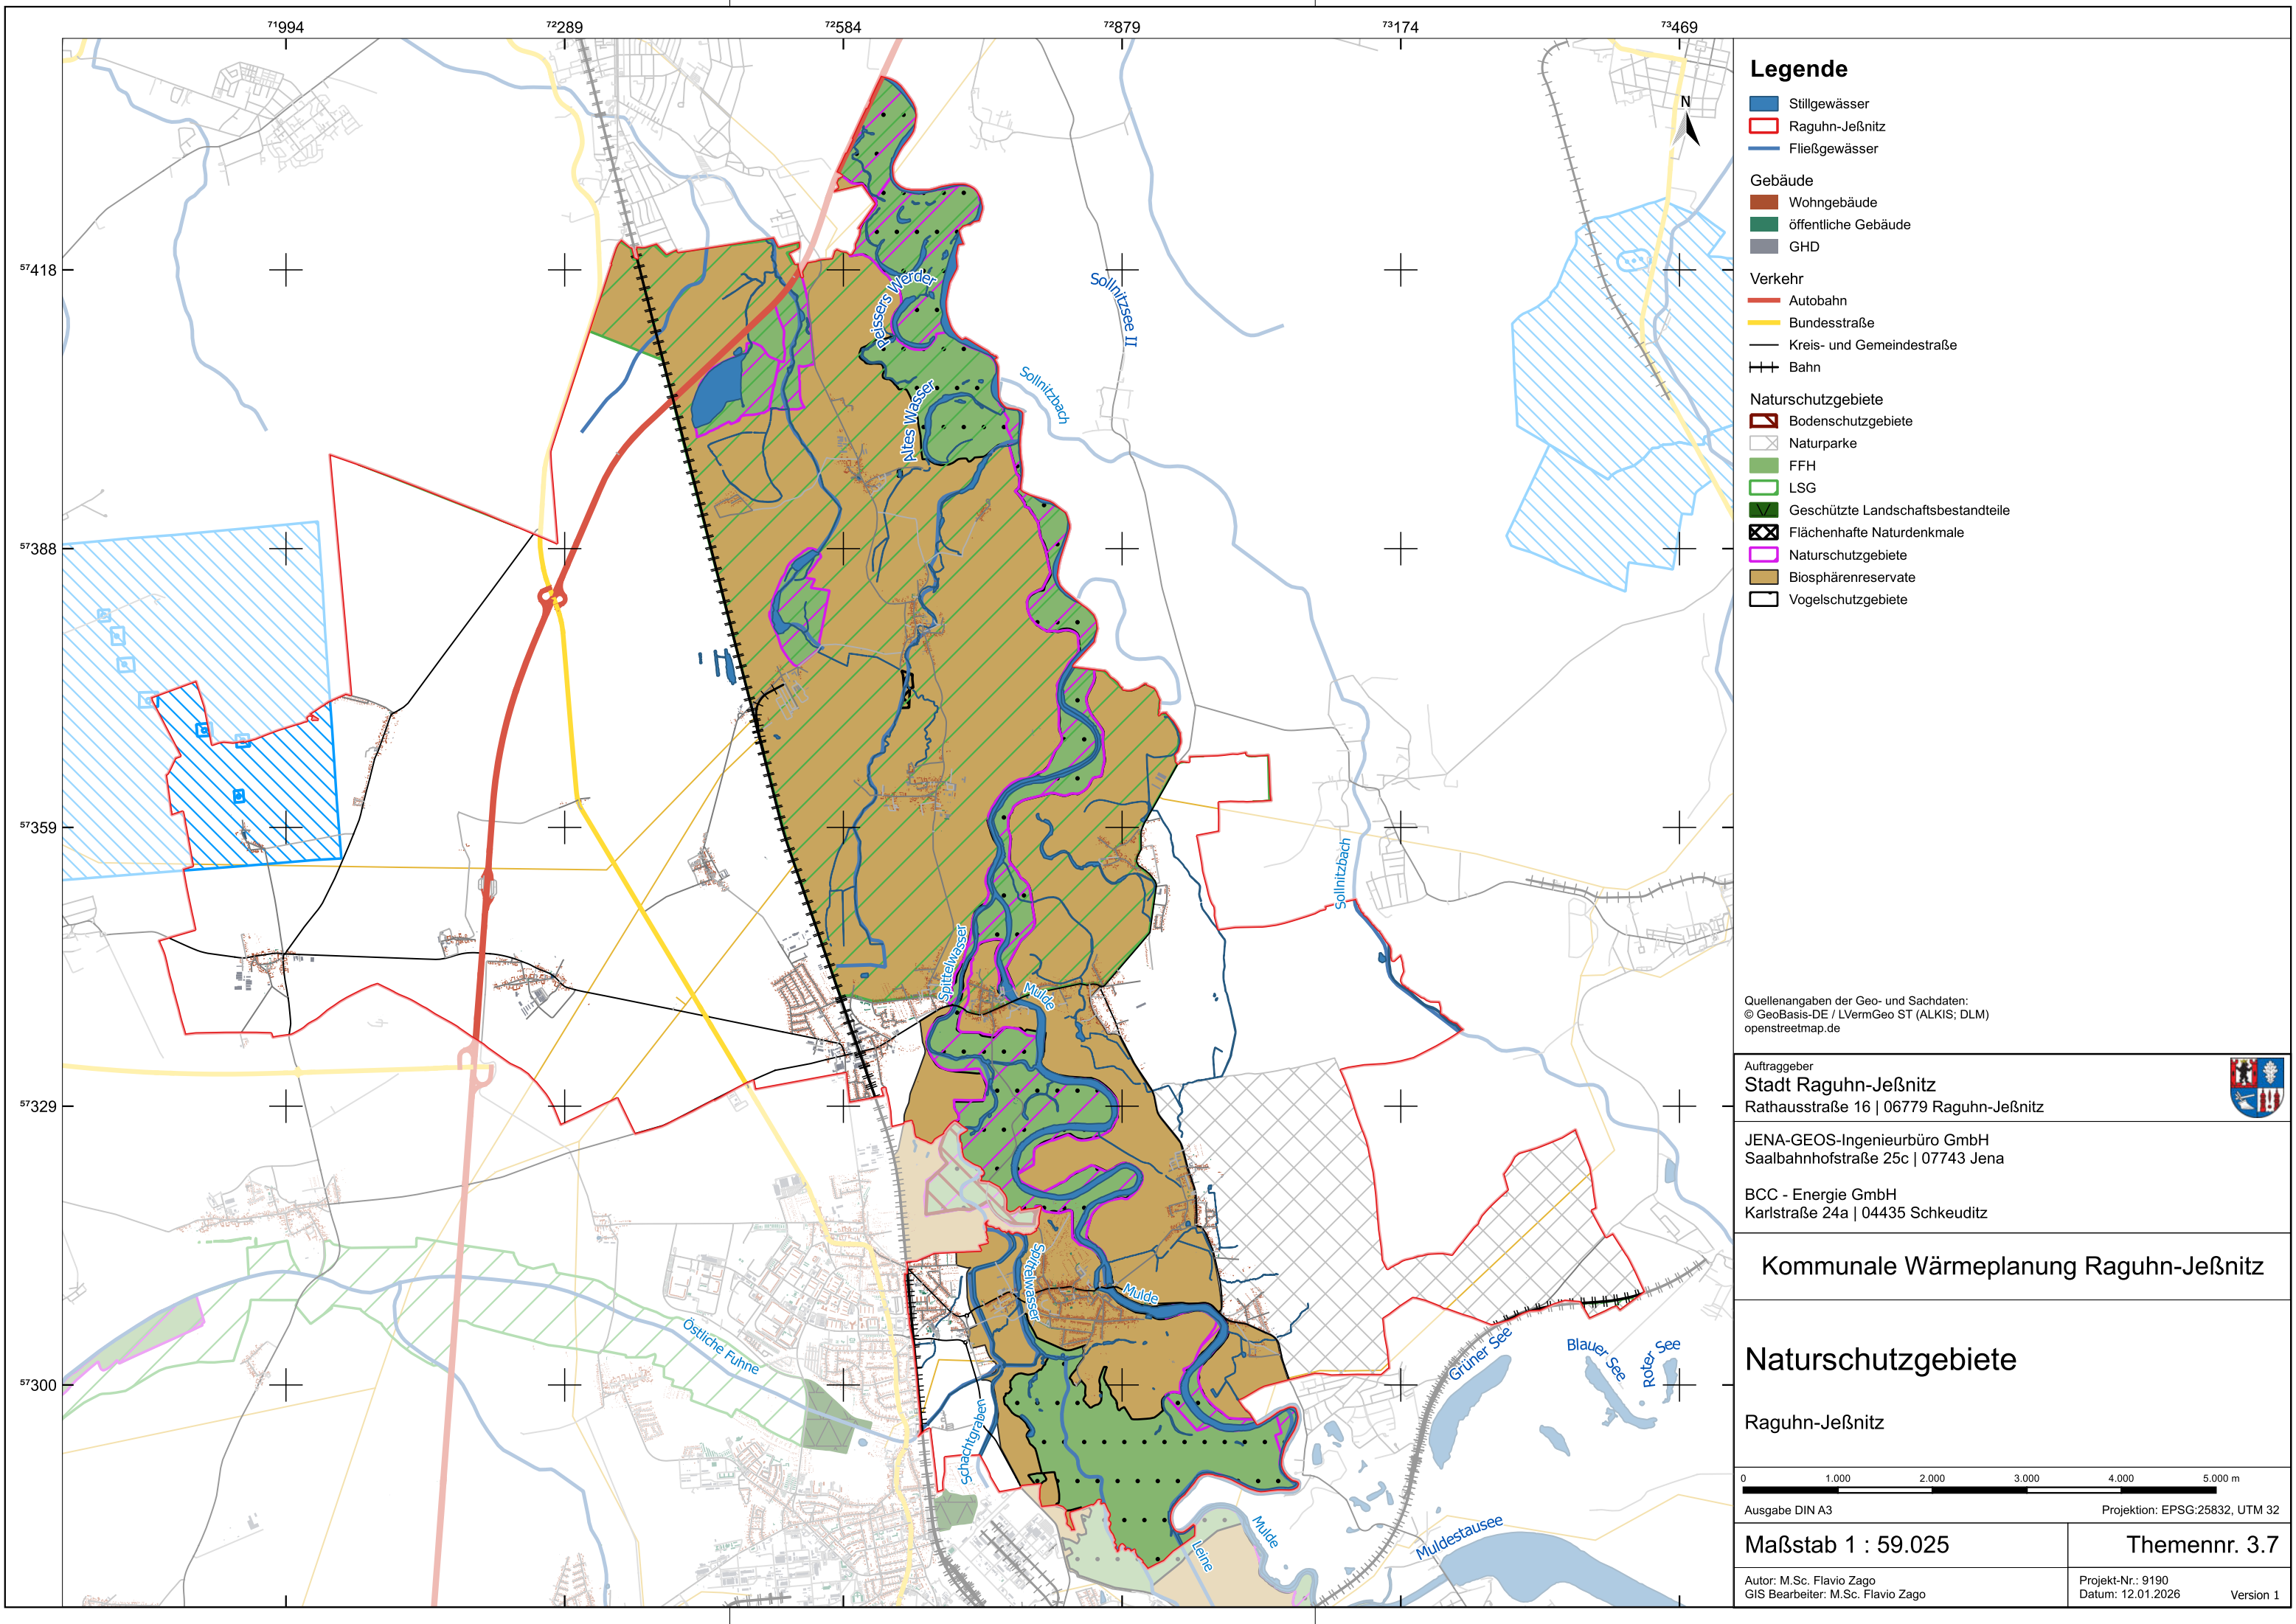 71994
72289
72584
72879
73174
73469
57418
57388
57359
57329
57300
Peissers Werder
Sollnitzsee II
Altes Wasser
Sollnitzbach
Sollnitzbach
Spittelwasser
Mulde
Spittelwasser
Mulde
Östliche Fuhne
Schachtgraben
Grüner See
Blauer See
Roter See
Mulde
Leine
Muldestausee
N
Legende
Stillgewässer
Raguhn-Jeßnitz
Fließgewässer
Gebäude
Wohngebäude
öffentliche Gebäude
GHD
Verkehr
Autobahn
Bundesstraße
Kreis- und Gemeindestraße
Bahn
Naturschutzgebiete
Bodenschutzgebiete
Naturparke
FFH
LSG
Geschützte Landschaftsbestandteile
Flächenhafte Naturdenkmale
Naturschutzgebiete
Biosphärenreservate
Vogelschutzgebiete
Quellenangaben der Geo- und Sachdaten:
© GeoBasis-DE / LVermGeo ST (ALKIS; DLM)
openstreetmap.de
Auftraggeber
Stadt Raguhn-Jeßnitz
Rathausstraße 16 | 06779 Raguhn-Jeßnitz
JENA-GEOS-Ingenieurbüro GmbH
Saalbahnhofstraße 25c | 07743 Jena
BCC - Energie GmbH
Karlstraße 24a | 04435 Schkeuditz
Kommunale Wärmeplanung Raguhn-Jeßnitz
Naturschutzgebiete
Raguhn-Jeßnitz
0 1.000 2.000 3.000 4.000 5.000 m
Ausgabe DIN A3 Projektion: EPSG:25832, UTM 32
Maßstab 1 : 59.025 Themennr. 3.7
Autor: M.Sc. Flavio Zago Projekt-Nr.: 9190
GIS Bearbeiter: M.Sc. Flavio Zago Datum: 12.01.2026 Version 1